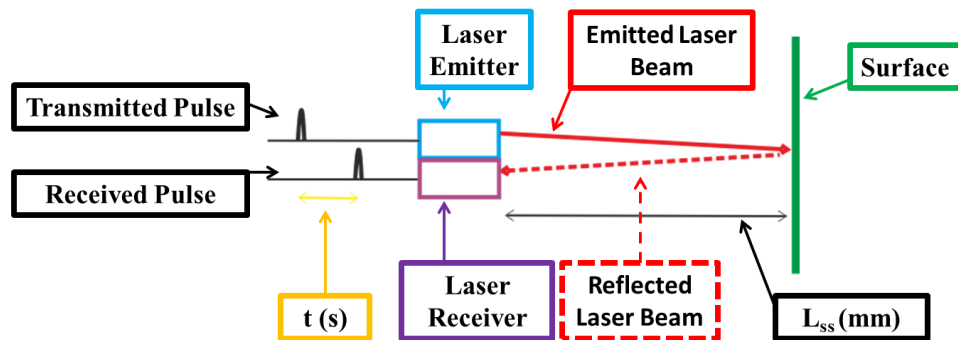 Laser
Emitter
Emitted Laser
Beam
Surface
Transmitted Pulse
Received Pulse
t (s)
Laser
Receiver
Reflected
Laser Beam
Lss (mm)